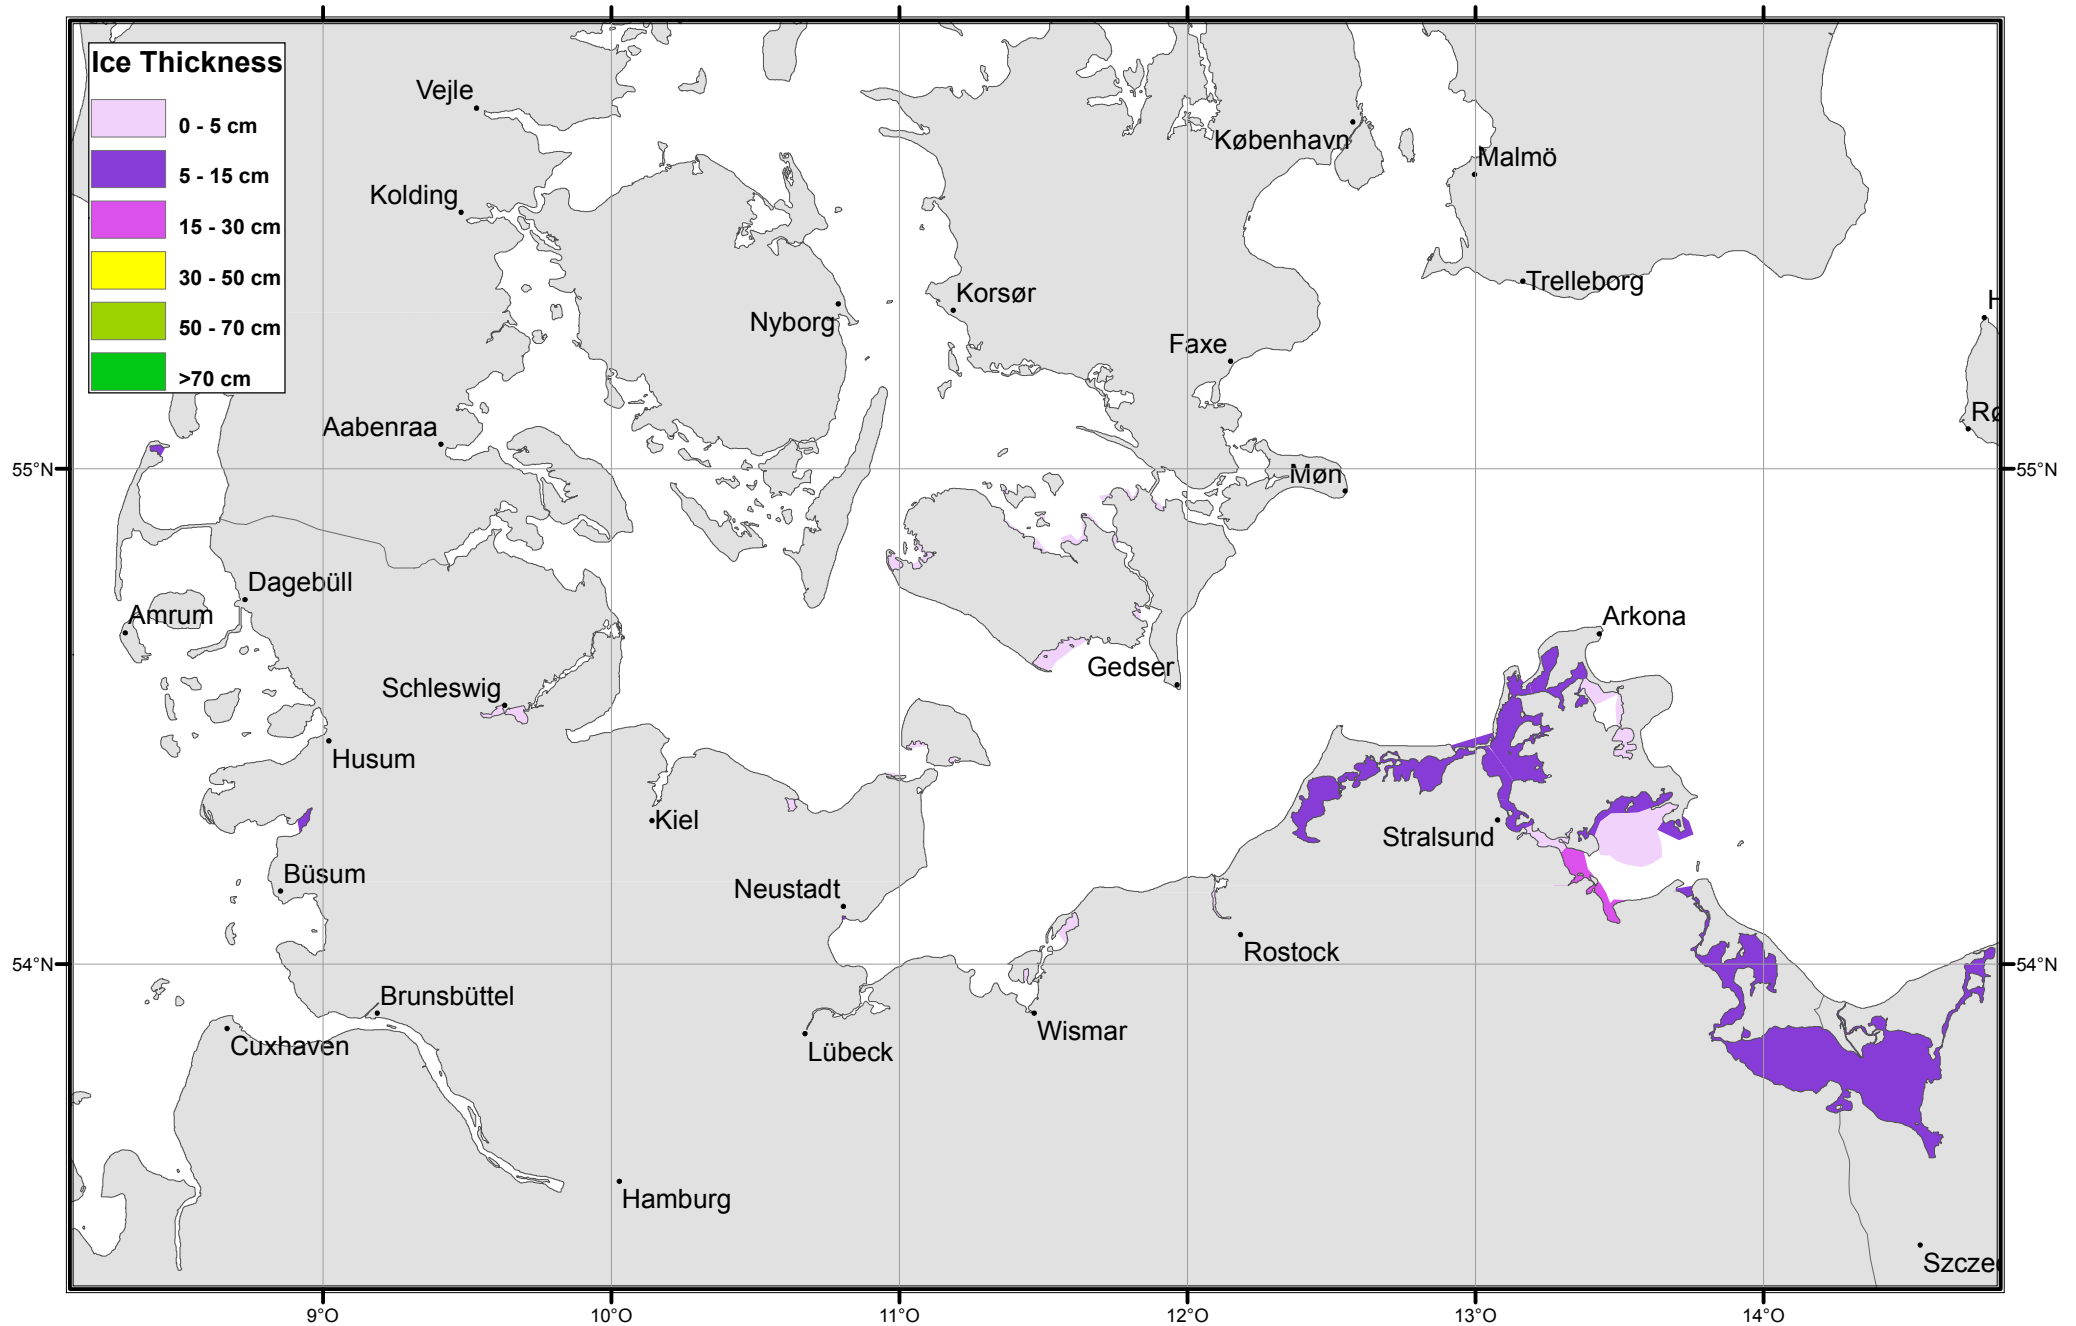 Ice Thickness
0 - 5 cm
5 - 15 cm
15 - 30 cm
30 - 50 cm
50 - 70 cm
>70 cm
Vejle
København
Malmö
Kolding
Trelleborg
Korsør
H
Nyborg
Faxe
Rø
Aabenraa
55°N
Møn
55°N
Dagebüll
Amrum
Arkona
Gedser
Schleswig
Husum
Kiel
Stralsund
Büsum
Neustadt
Rostock
54°N
54°N
Brunsbüttel
Wismar
Cuxhaven
Lübeck
Hamburg
Szcze
9°O
10°O
11°O
12°O
13°O
14°O